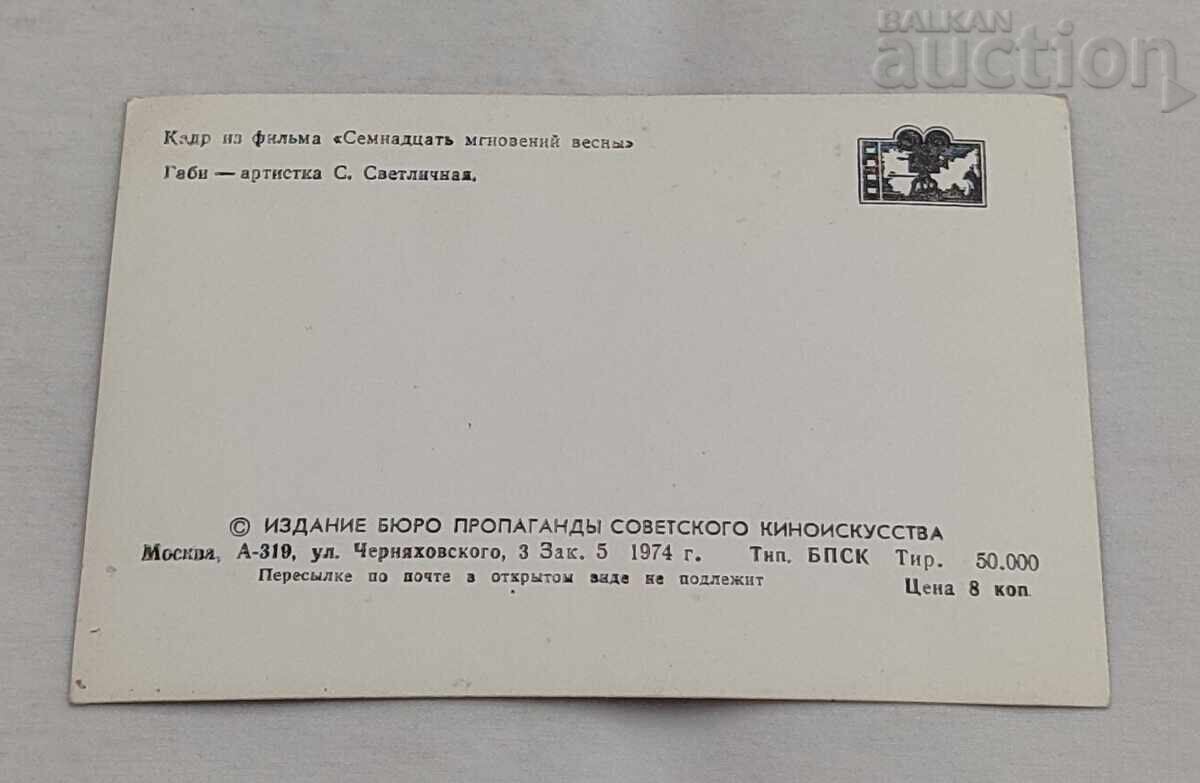 BALKAN
auction
Кадр из фильма «Семнадцать мгновений весны»
Габи — артистка С. Светличная.
© ИЗДАНИЕ БЮРО ПРОПАГАНДЫ СОВЕТСКОГО КИНОИСКУССТВА
Москва, А-319, ул. Черняховского, 3 Зак. 5 1974 г. Тип. БПСК Тир. 50.000
Пересылке по почте в открытом виде не подлежит
Цена 8 коп